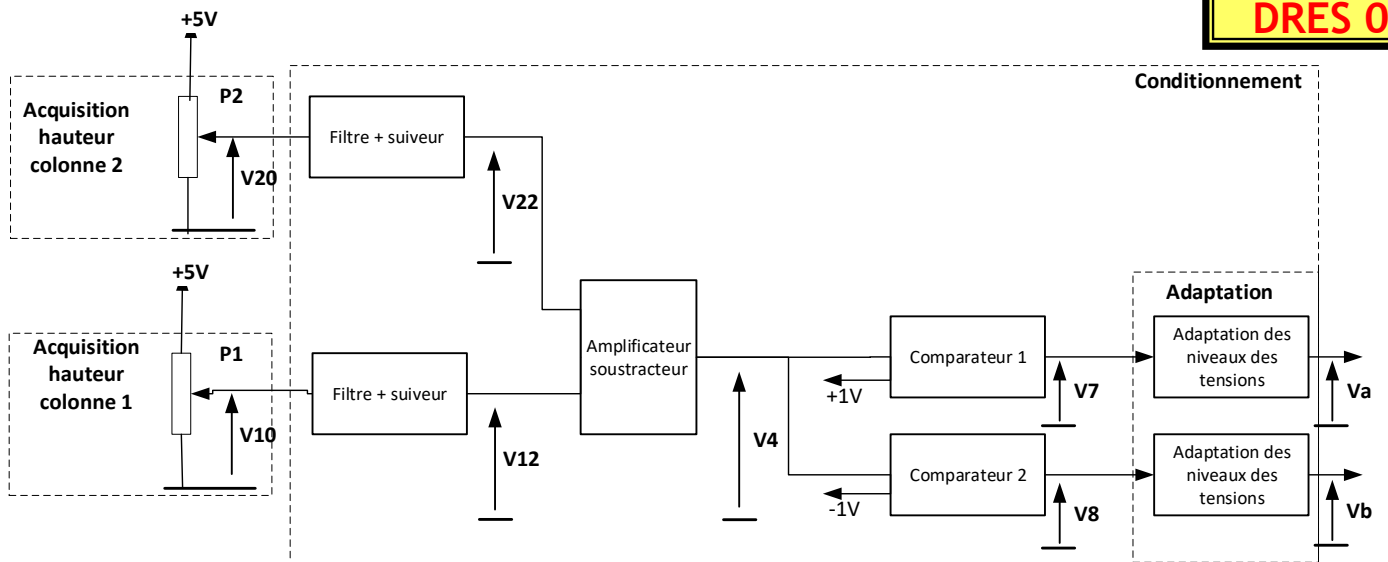 DRES 0
+5V
Conditionnement
P2
Acquisition
hauteur
colonne 2
Filtre + suiveur
V20
V22
+5V
Acquisition
hauteur
colonne 1
P1
Filtre + suiveur
V10
V12
Amplificateur
soustracteur
V4
Comparateur 1
+1V
V7
Comparateur 2
-1V
V8
Adaptation
Adaptation des
niveaux des
tensions
Va
Adaptation des
niveaux des
tensions
Vb